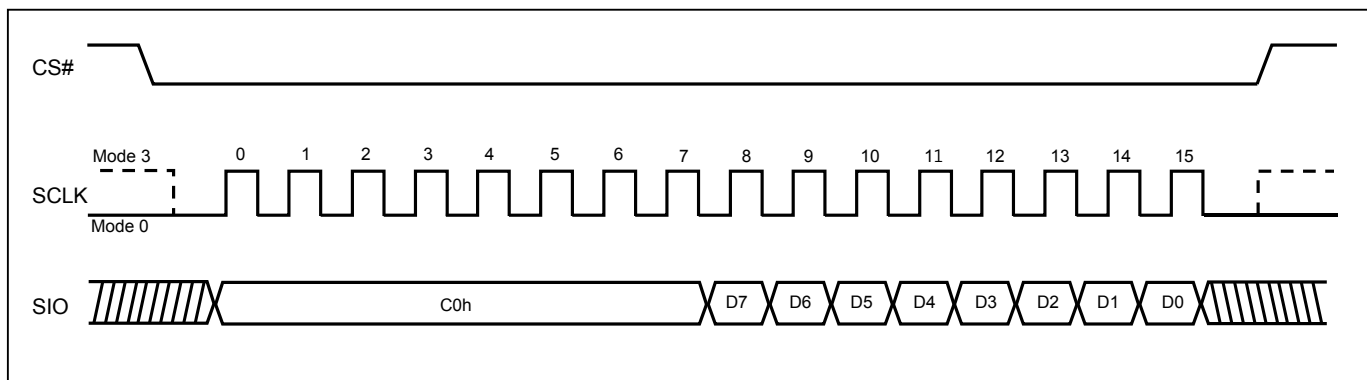 CS#
Mode 3
0 1 2 3 4 5 6 7 8 9 10 11 12 13 14 15
SCLK
Mode 0
SIO
C0h D7 D6 D5 D4 D3 D2 D1 D0